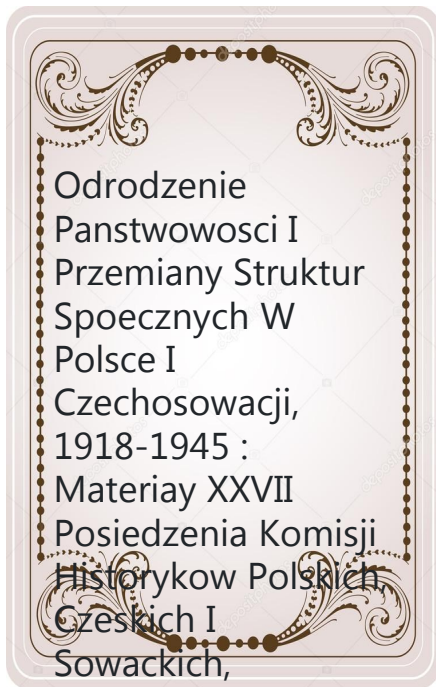 Odrodzenie
Panstwowosci I
Przemiany Struktur
Spoecznych W
Polsce I
Czechosowacji,
1918-1945 :
Materiay XXVII
Posiedzenia Komisji
Historykow Polskich,
Czeskich I
Sowackich,